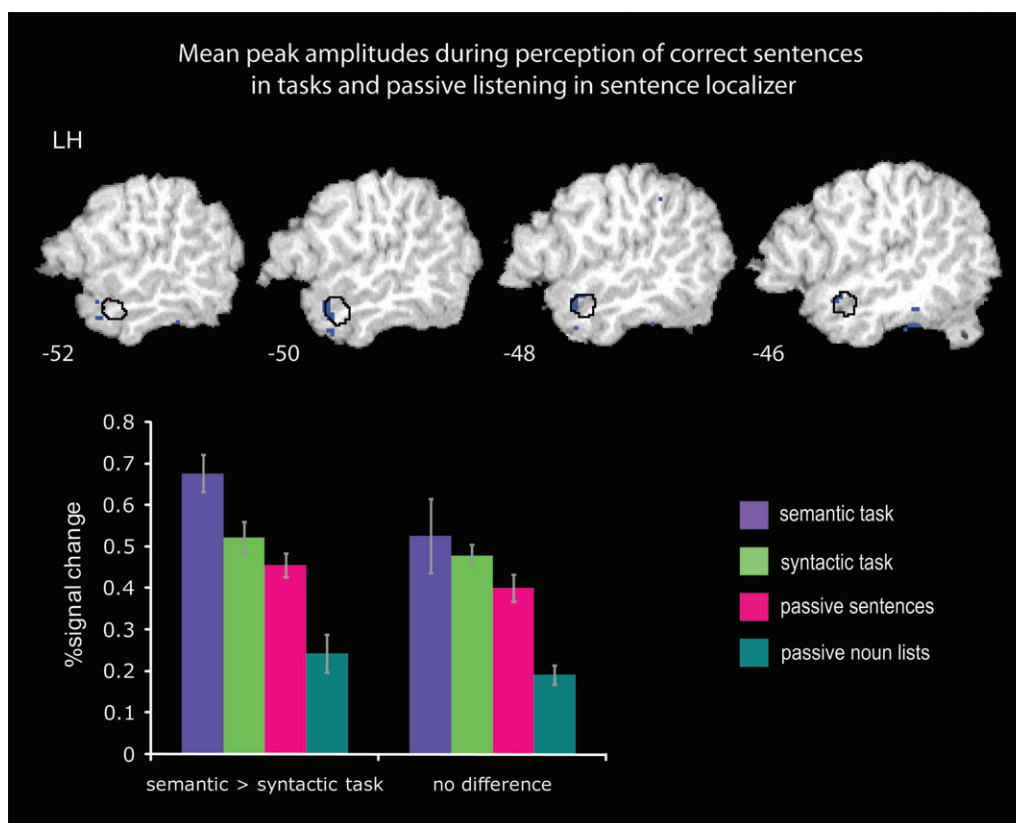 Mean peak amplitudes during perception of correct sentences
in tasks and passive listening in sentence localizer
LH
-52
-50
-48
-46
0.8
0.7
0.6
0.5
0.4
0.3
0.2
0.1
0
%signal change
semantic > syntactic task
no difference
semantic task
syntactic task
passive sentences
passive noun lists